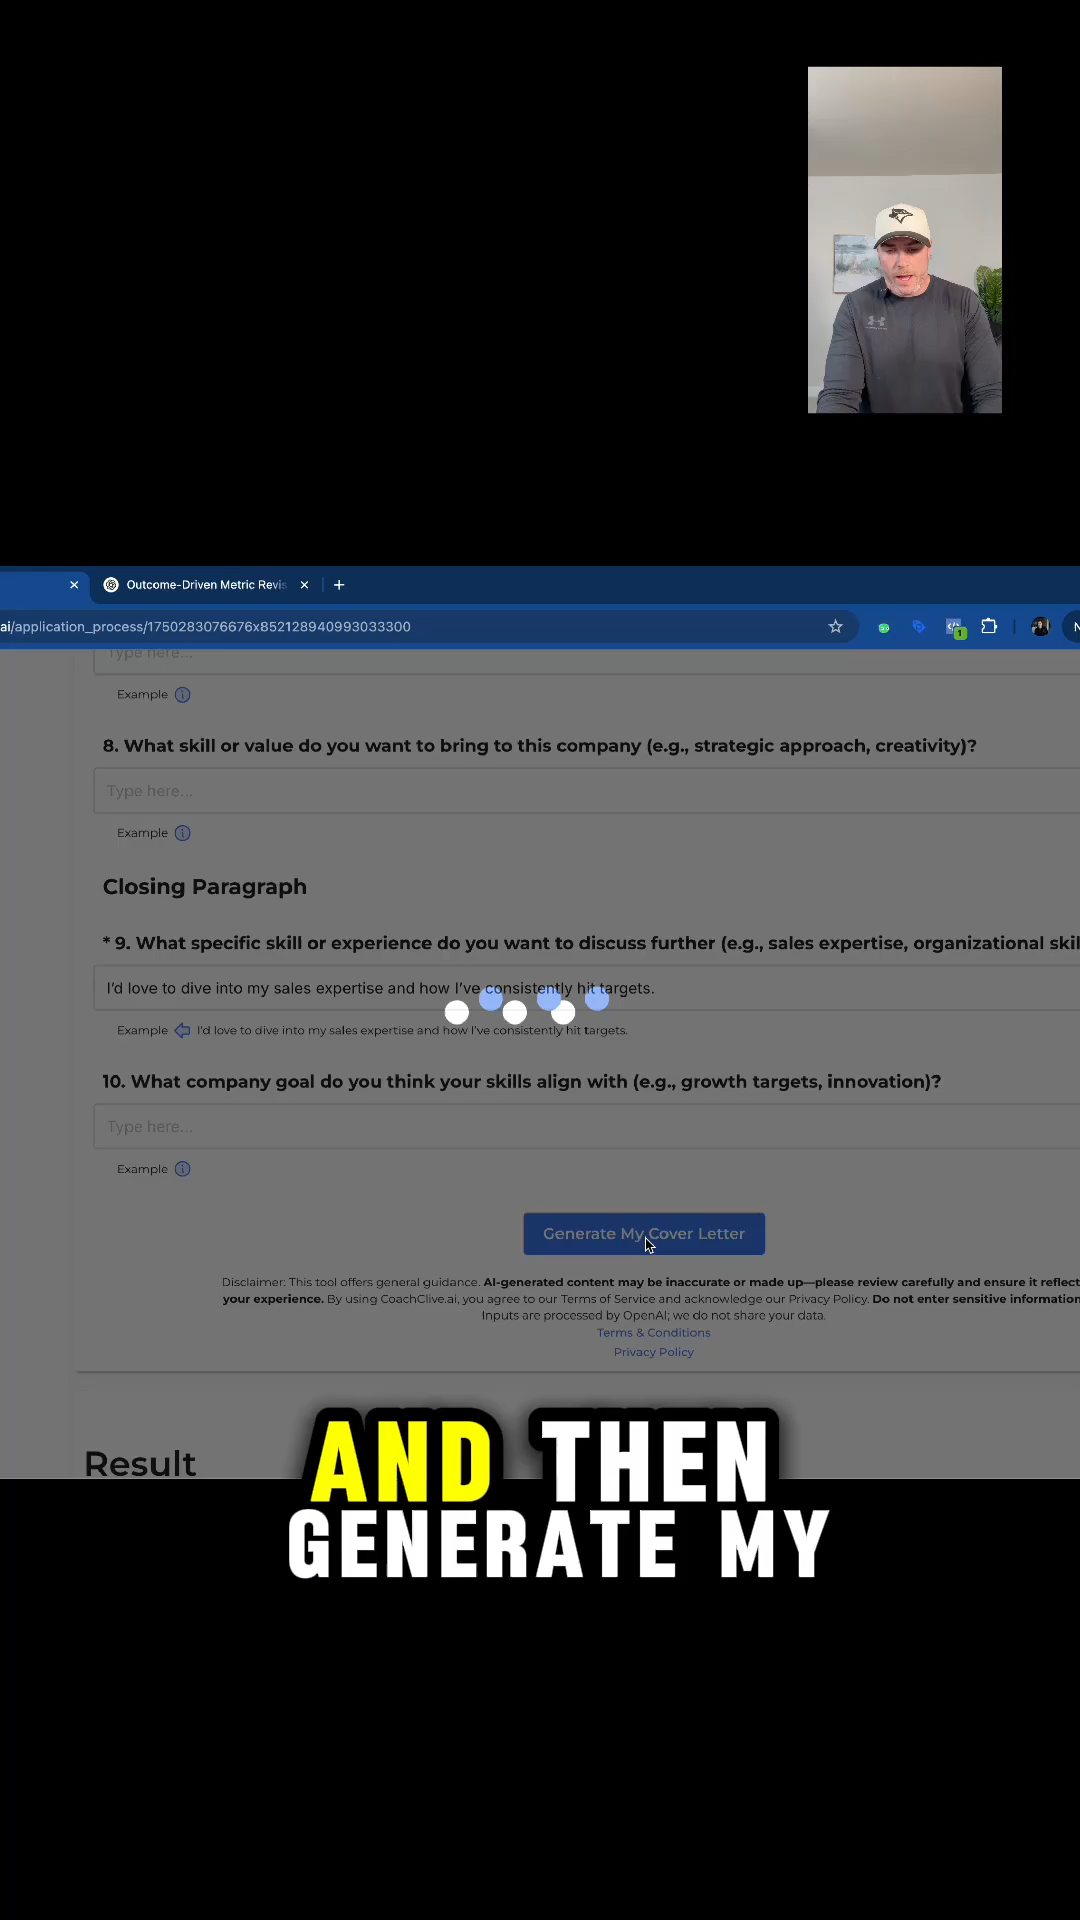 Outcome-Driven Metric Revis
ai/application_process/1750283076676x852128940993033300
1
N
Type here...
Example
8. What skill or value do you want to bring to this company (e.g., strategic approach, creativity)?
Type here...
Example
Closing Paragraph
* 9. What specific skill or experience do you want to discuss further (e.g., sales expertise, organizational skil
I'd love to dive into my sales expertise and how I've consistently hit targets.
Example I'd love to dive into my sales expertise and how I've consistently hit targets.
10. What company goal do you think your skills align with (e.g., growth targets, innovation)?
Type here...
Example
Generate My Cover Letter
Disclaimer: This tool offers general guidance. AI-generated content may be inaccurate or made up—please review carefully and ensure it reflect
your experience. By using CoachClive.ai, you agree to our Terms of Service and acknowledge our Privacy Policy. Do not enter sensitive information
Inputs are processed by OpenAI; we do not share your data.
Terms & Conditions
Privacy Policy
Result
AND THEN
GENERATE MY